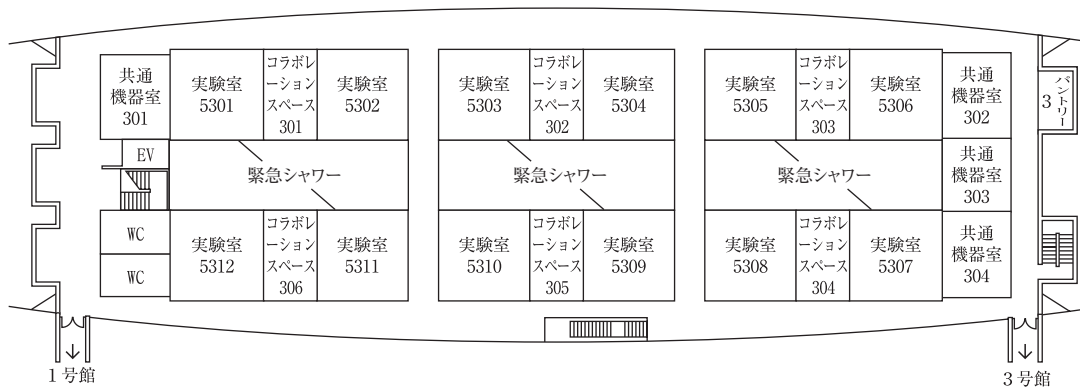 共通
機器室
301
実験室
5301
コラボレ
ーション
スペース
301
実験室
5302
実験室
5303
コラボレ
ーション
スペース
302
実験室
5304
実験室
5305
コラボレ
ーション
スペース
303
実験室
5306
共通
機器室
302
パントリー
3
EV
緊急シャワー
緊急シャワー
緊急シャワー
共通
機器室
303
WC
WC
実験室
5312
コラボレ
ーション
スペース
306
実験室
5311
実験室
5310
コラボレ
ーション
スペース
305
実験室
5309
実験室
5308
コラボレ
ーション
スペース
304
実験室
5307
共通
機器室
304
1号館
3号館